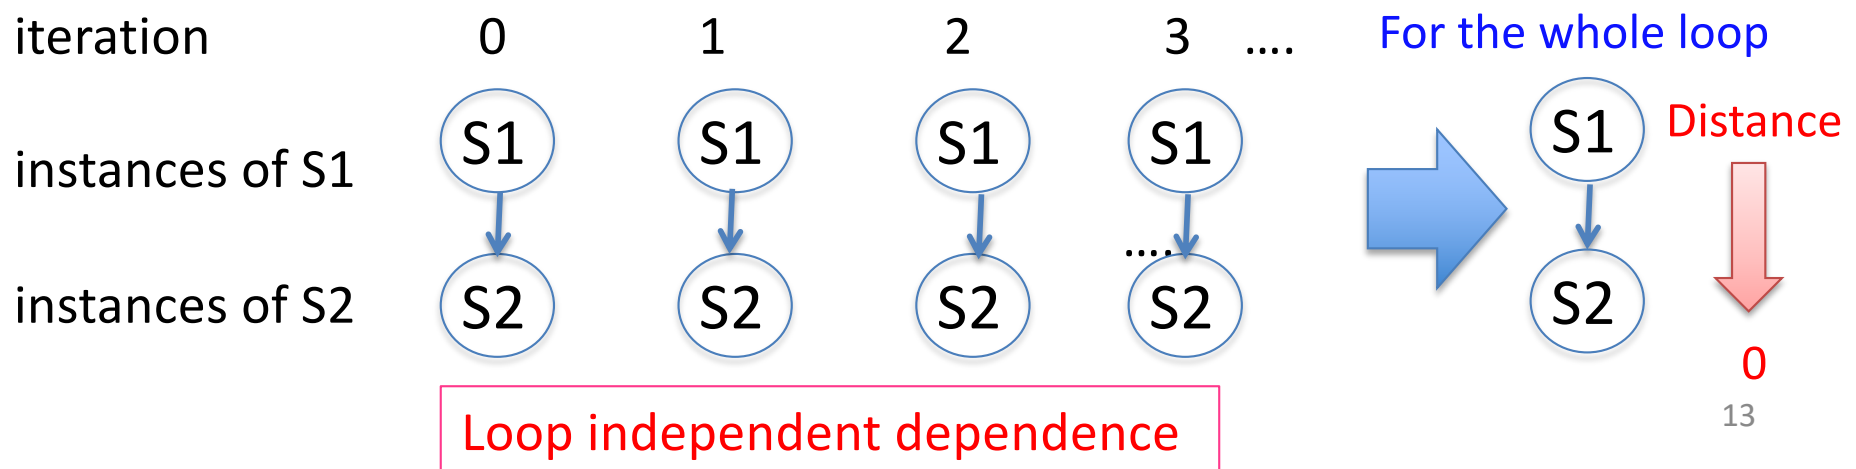 iteration 0 1 2 3 .... For the whole loop
S1 S1 S1 S1 S1 Distance
instances of S1
....
instances of S2 S2 S2 S2 S2 S2
0
13
Loop independent dependence